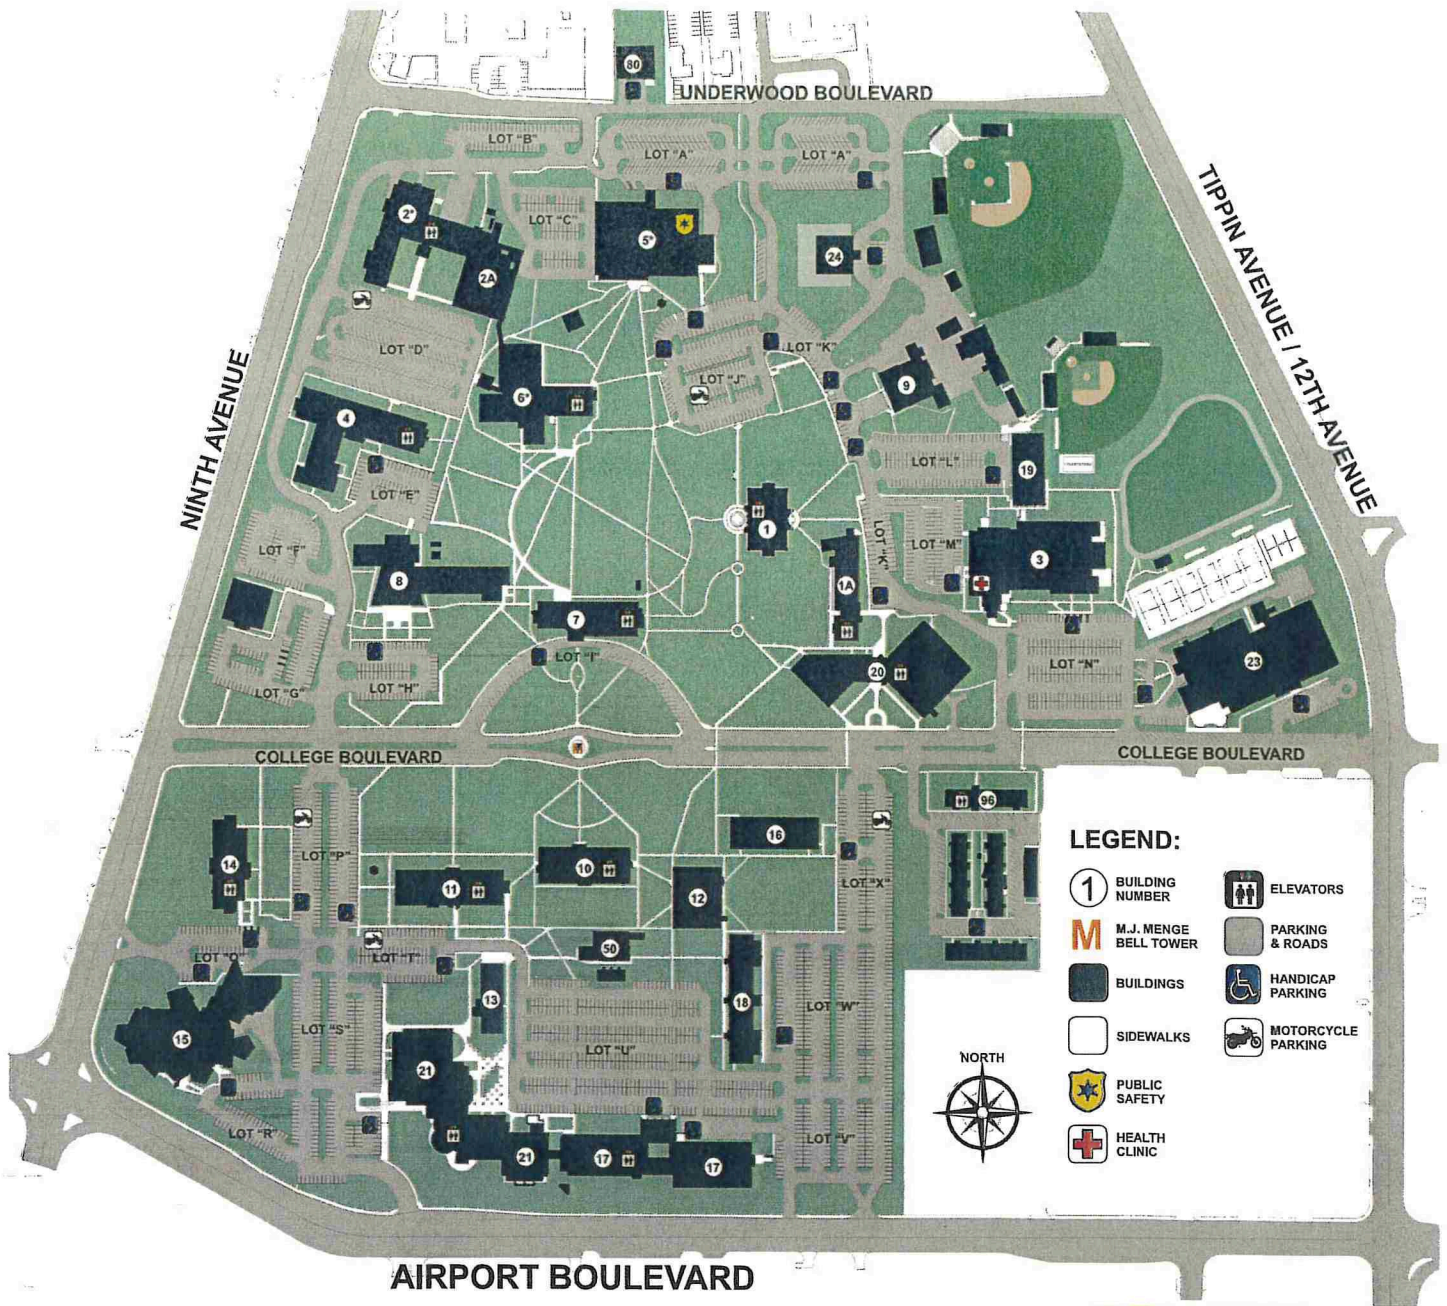 80
UNDERWOOD BOULEVARD
LOT "B"
LOT "A"
LOT "A"
TIPPIN AVENUE / 12TH AVENUE
2*
LOT "C"
5*
24
2A
NINTH AVENUE
LOT "D"
LOT "K"
LOT "J"
9
6*
4
LOT "L"
19
LOT "E"
1
LOT "K"
LOT "M"
LOT "F"
3
8
1A
7
LOT "I"
20
LOT "N"
23
LOT "H"
LOT "G"
M
COLLEGE BOULEVARD
COLLEGE BOULEVARD
96
16
LOT "P"
14
10
11
12
LOT "X"
50
LOT "Q"
LOT "T"
13
18
LOT "W"
LOT "S"
15
LOT "U"
21
LOT "R"
LOT "V"
21
17
17
AIRPORT BOULEVARD
LEGEND:
1
BUILDING
NUMBER
M
M.J. MENGE
BELL TOWER
BUILDINGS
SIDEWALKS
PUBLIC
SAFETY
HEALTH
CLINIC
ELEVATORS
PARKING
& ROADS
HANDICAP
PARKING
MOTORCYCLE
PARKING
NORTH